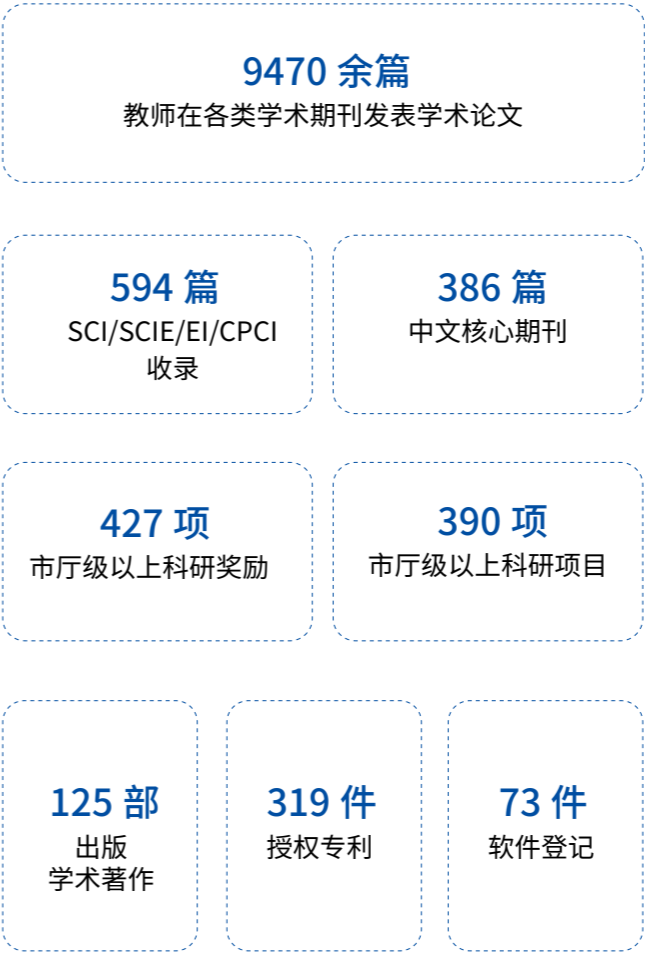 9470 余篇
教师在各类学术期刊发表学术论文
594 篇
SCI/SCIE/EI/CPCI
收录
386 篇
中文核心期刊
427 项
市厅级以上科研奖励
390 项
市厅级以上科研项目
125 部
出版
学术著作
319 件
授权专利
73 件
软件登记